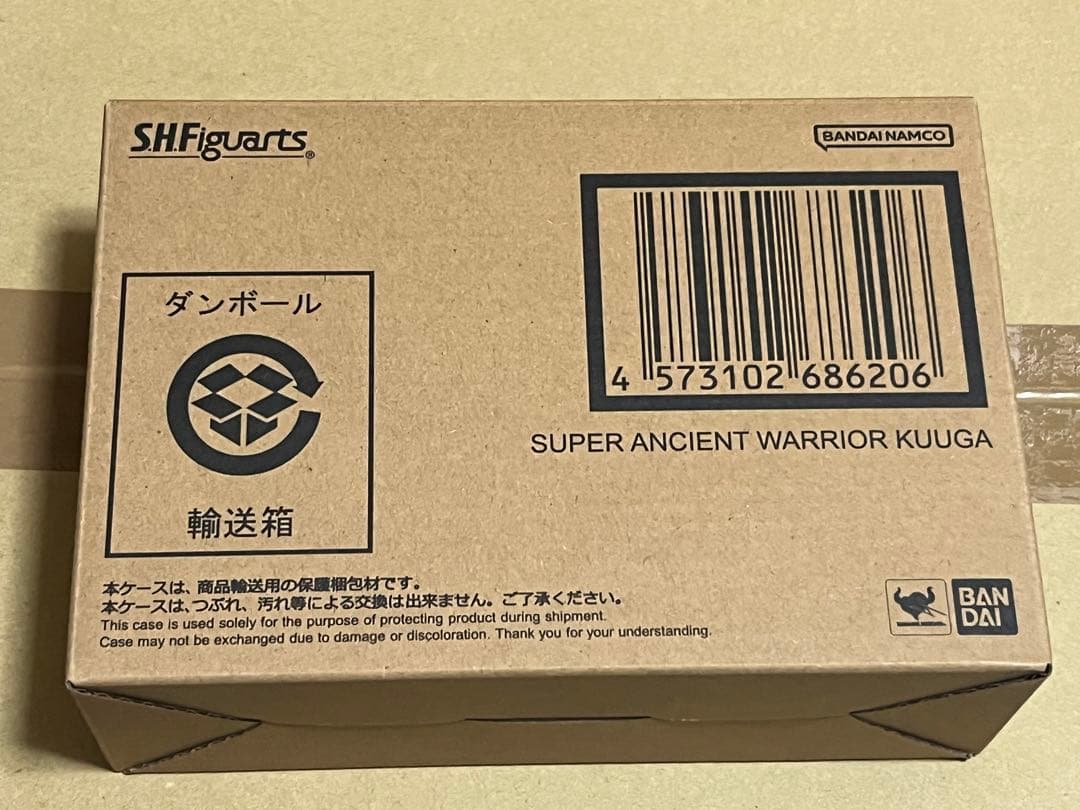 S.H.Figuarts®
BANDAI NAMCO
4 573102 686206
SUPER ANCIENT WARRIOR KUUGA
ダンボール
輸送箱
本ケースは、商品輸送用の保護梱包材です。
本ケースは、つぶれ、汚れ等による交換は出来ません。ご了承ください。
This case is used solely for the purpose of protecting product during shipment.
Case may not be exchanged due to damage or discoloration. Thank you for your understanding.
BAN
DAI